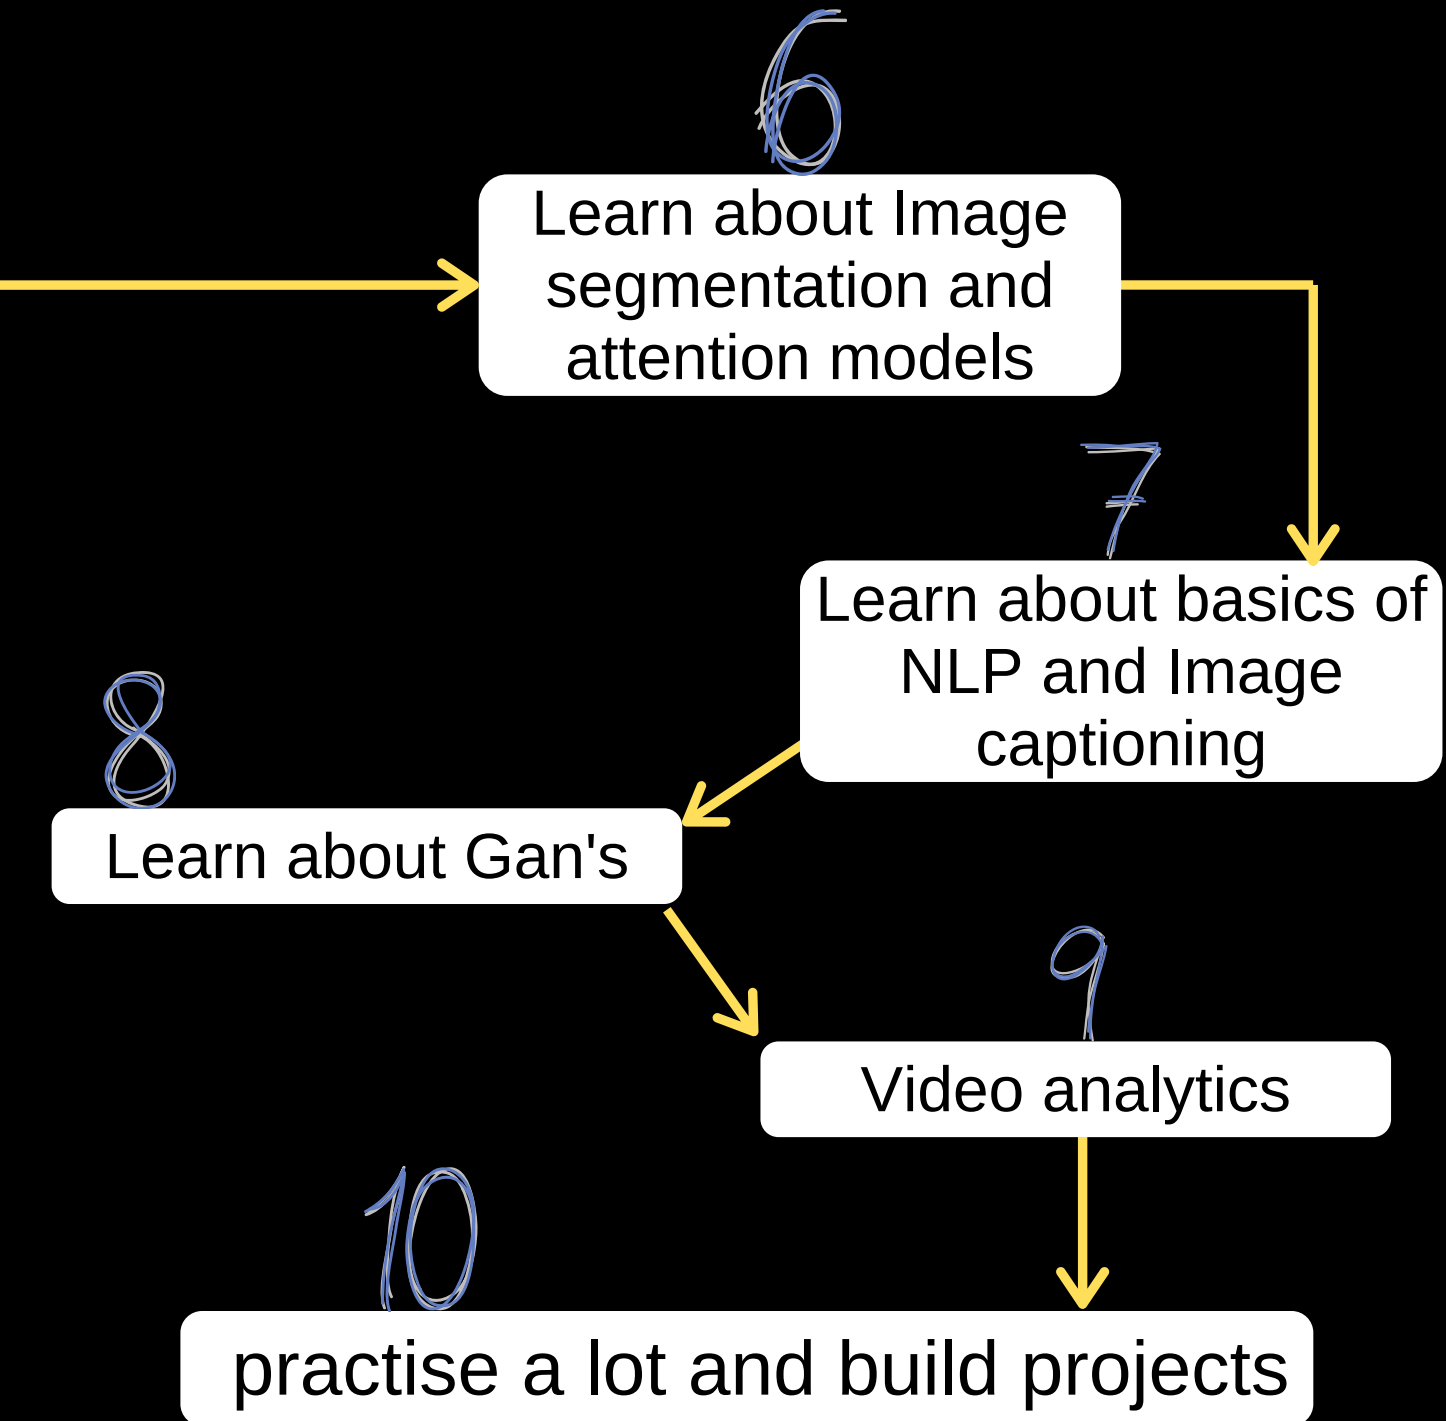 6
Learn about Image
segmentation and
attention models
7
Learn about basics of
NLP and Image
captioning
8
Learn about Gan's
9
Video analytics
10
practise a lot and build projects